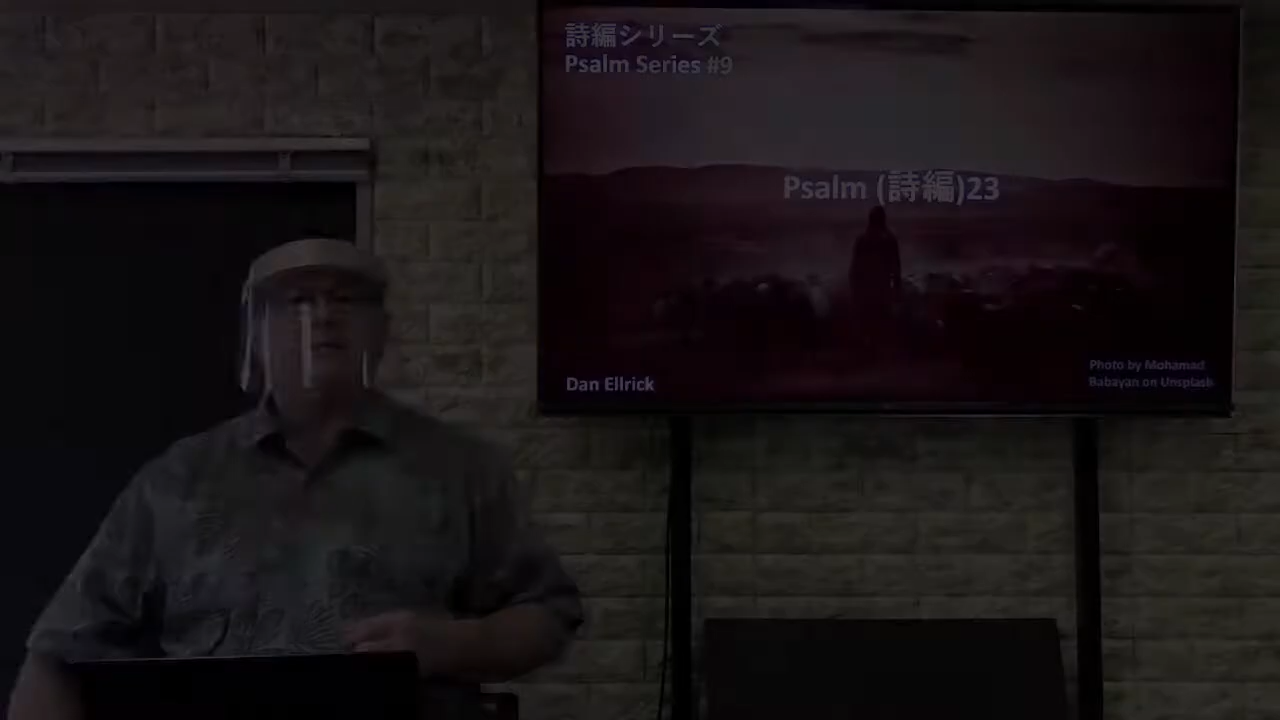 詩編シリーズ
Psalm Series #9
Psalm (詩編)23
Dan Ellrick
Photo by Mohamad
Babayan on Unsplash